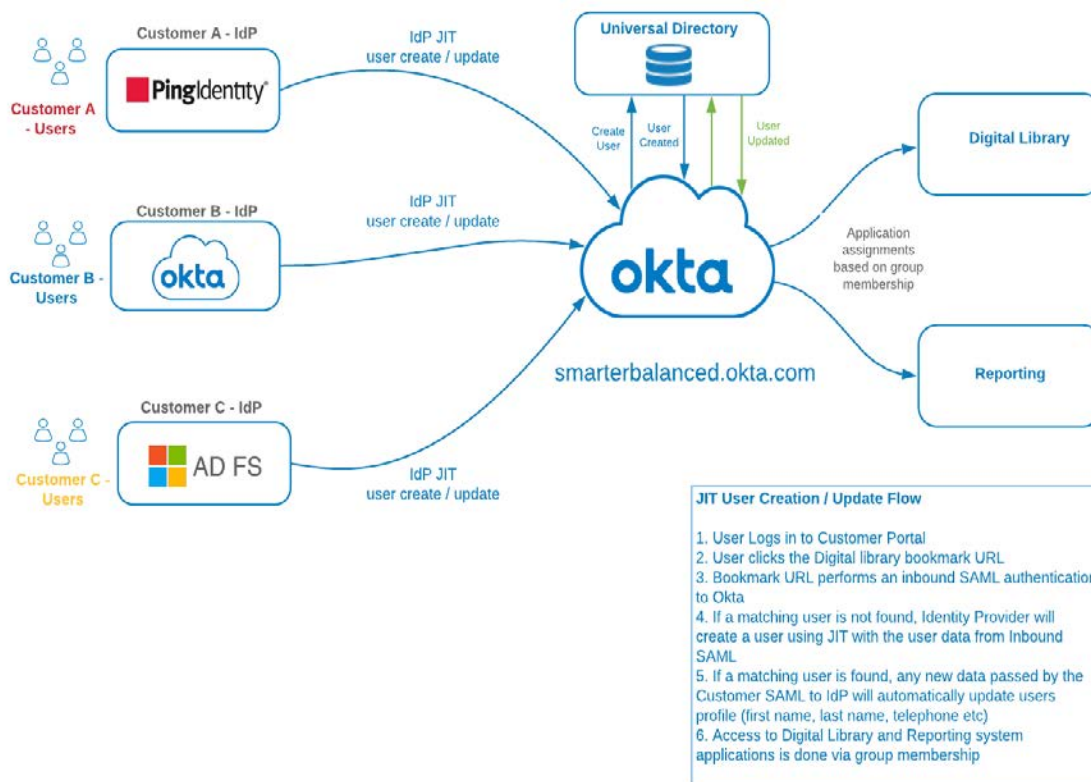 Customer A - IdP
PingIdentity®
Customer A
- Users
IdP JIT
user create / update
Universal Directory
Create
User
User
Created
User
Updated
Digital Library
Customer B - IdP
okta
Customer B -
Users
IdP JIT
user create / update
okta
smarterbalanced.okta.com
Application
assignments
based on group
membership
Reporting
Customer C - IdP
AD FS
Customer C -
Users
IdP JIT
user create / update
JIT User Creation / Update Flow
1. User Logs in to Customer Portal
2. User clicks the Digital library bookmark URL
3. Bookmark URL performs an inbound SAML authentication
to Okta
4. If a matching user is not found, Identity Provider will
create a user using JIT with the user data from Inbound
SAML
5. If a matching user is found, any new data passed by the
Customer SAML to IdP will automatically update users
profile (first name, last name, telephone etc)
6. Access to Digital Library and Reporting system
applications is done via group membership